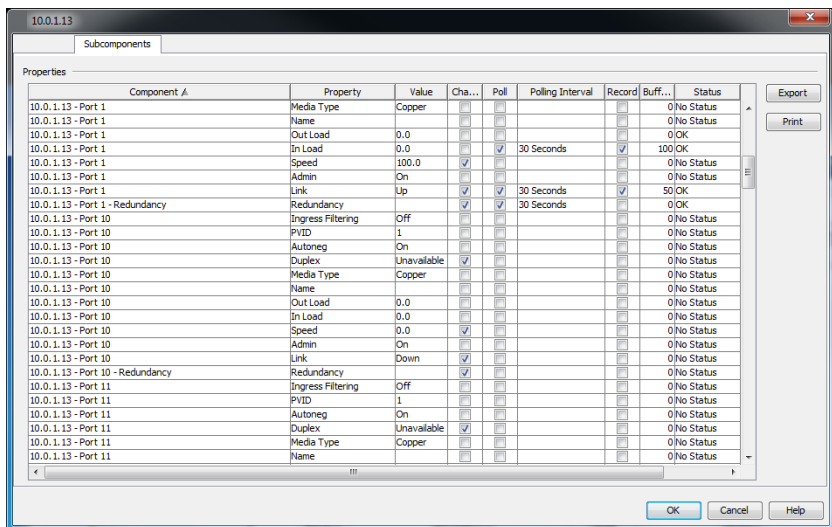 10.0.1.13
Subcomponents
Properties
Component Property Value Cha... Poll Polling Interval Record Buff... Status
Export
Print
10.0.1.13 - Port 1 Media Type Copper 0 No Status
10.0.1.13 - Port 1 Name 0 No Status
10.0.1.13 - Port 1 Out Load 0.0 0 OK
10.0.1.13 - Port 1 In Load 0.0 30 Seconds 100 OK
10.0.1.13 - Port 1 Speed 100.0 0 No Status
10.0.1.13 - Port 1 Admin On 0 No Status
10.0.1.13 - Port 1 Link Up 30 Seconds 50 OK
10.0.1.13 - Port 1 - Redundancy Redundancy 30 Seconds 0 OK
10.0.1.13 - Port 10 Ingress Filtering Off 0 No Status
10.0.1.13 - Port 10 PVID 1 0 No Status
10.0.1.13 - Port 10 Autoneg On 0 No Status
10.0.1.13 - Port 10 Duplex Unavailable 0 No Status
10.0.1.13 - Port 10 Media Type Copper 0 No Status
10.0.1.13 - Port 10 Name 0 No Status
10.0.1.13 - Port 10 Out Load 0.0 0 No Status
10.0.1.13 - Port 10 In Load 0.0 0 No Status
10.0.1.13 - Port 10 Speed 0.0 0 No Status
10.0.1.13 - Port 10 Admin On 0 No Status
10.0.1.13 - Port 10 Link Down 0 No Status
10.0.1.13 - Port 10 - Redundancy Redundancy 0 No Status
10.0.1.13 - Port 11 Ingress Filtering Off 0 No Status
10.0.1.13 - Port 11 PVID 1 0 No Status
10.0.1.13 - Port 11 Autoneg On 0 No Status
10.0.1.13 - Port 11 Duplex Unavailable 0 No Status
10.0.1.13 - Port 11 Media Type Copper 0 No Status
10.0.1.13 - Port 11 Name 0 No Status
OK Cancel Help